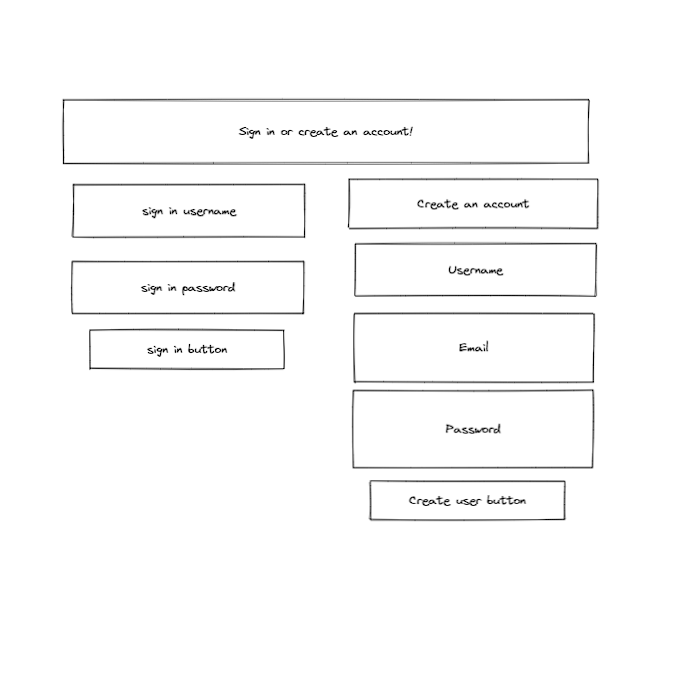 Sign in or create an account!
sign in username
sign in password
sign in button
Create an account
Username
Email
Password
Create user button